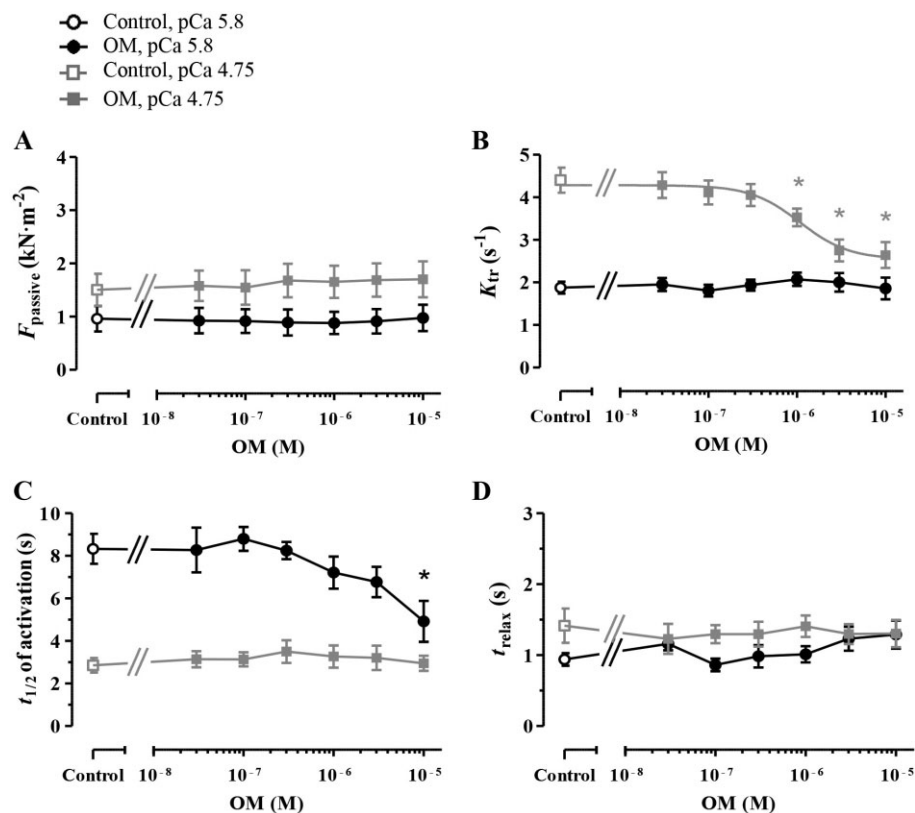 Control, pCa 5.8
OM, pCa 5.8
Control, pCa 4.75
OM, pCa 4.75
A
F passive (kN·m⁻²)
4
3
2
1
0
Control
10⁻⁸ 10⁻⁷ 10⁻⁶ 10⁻⁵
OM (M)
B
K tr (s⁻¹)
5
4
3
2
1
0
* * *
Control
10⁻⁸ 10⁻⁷ 10⁻⁶ 10⁻⁵
OM (M)
C
t 1/2 of activation (s)
10
8
6
4
2
0
*
Control
10⁻⁸ 10⁻⁷ 10⁻⁶ 10⁻⁵
OM (M)
D
t relax (s)
3
2
1
0
Control
10⁻⁸ 10⁻⁷ 10⁻⁶ 10⁻⁵
OM (M)